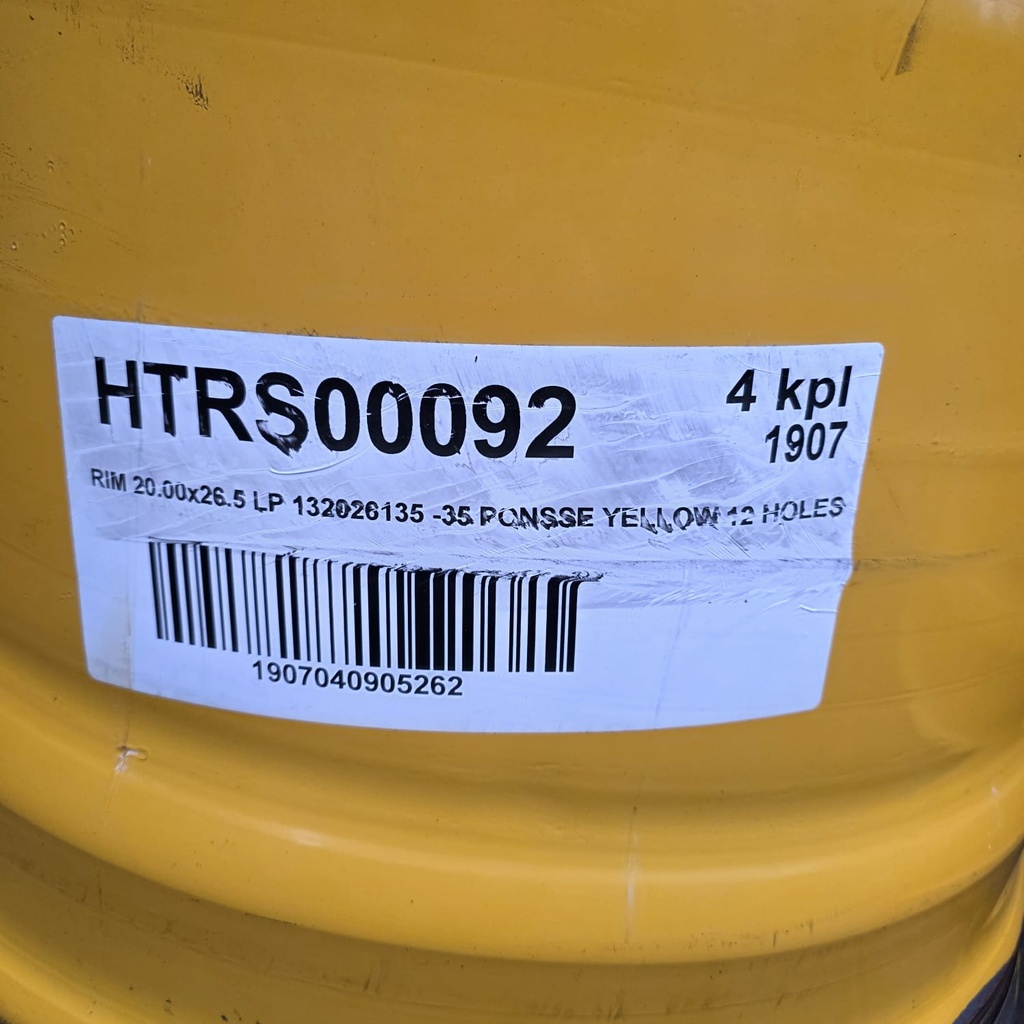 HTRS00092
4 kpl
1907
RIM 20.00x26.5 LP 132026135 -35 PONSSE YELLOW 12 HOLES
1907040905262